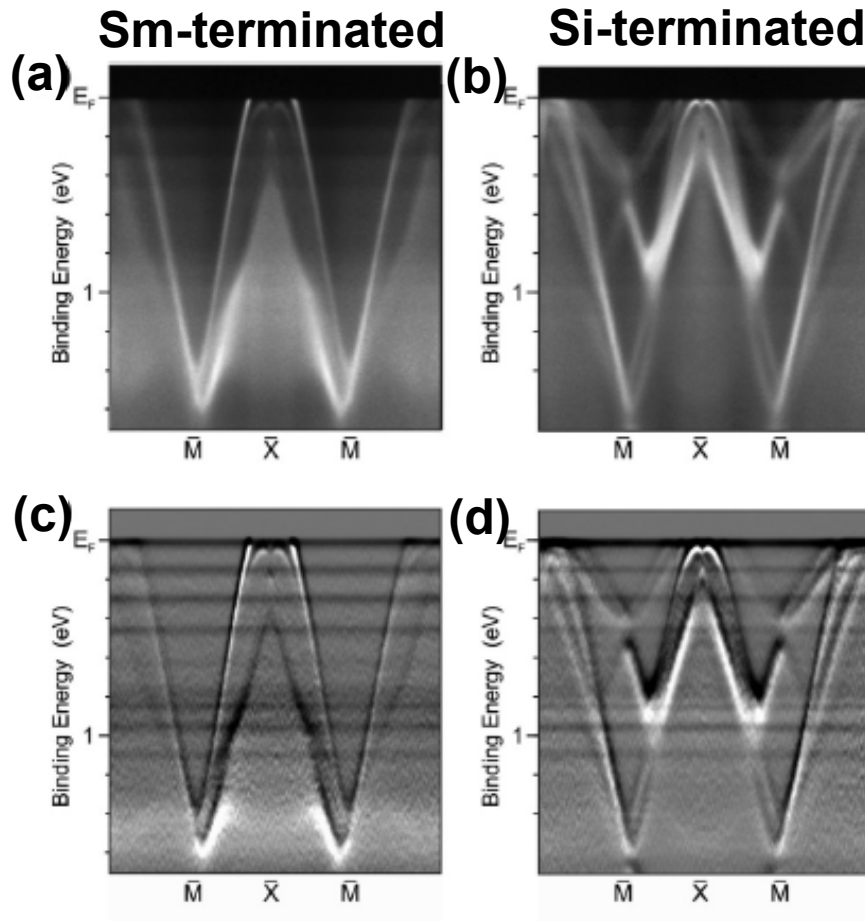 Sm-terminated Si-terminated
(a) (b)
E_F E_F
Binding Energy (eV) Binding Energy (eV)
1 1
M̄ X̄ M̄ M̄ X̄ M̄
(c) (d)
E_F E_F
Binding Energy (eV) Binding Energy (eV)
1 1
M̄ X̄ M̄ M̄ X̄ M̄